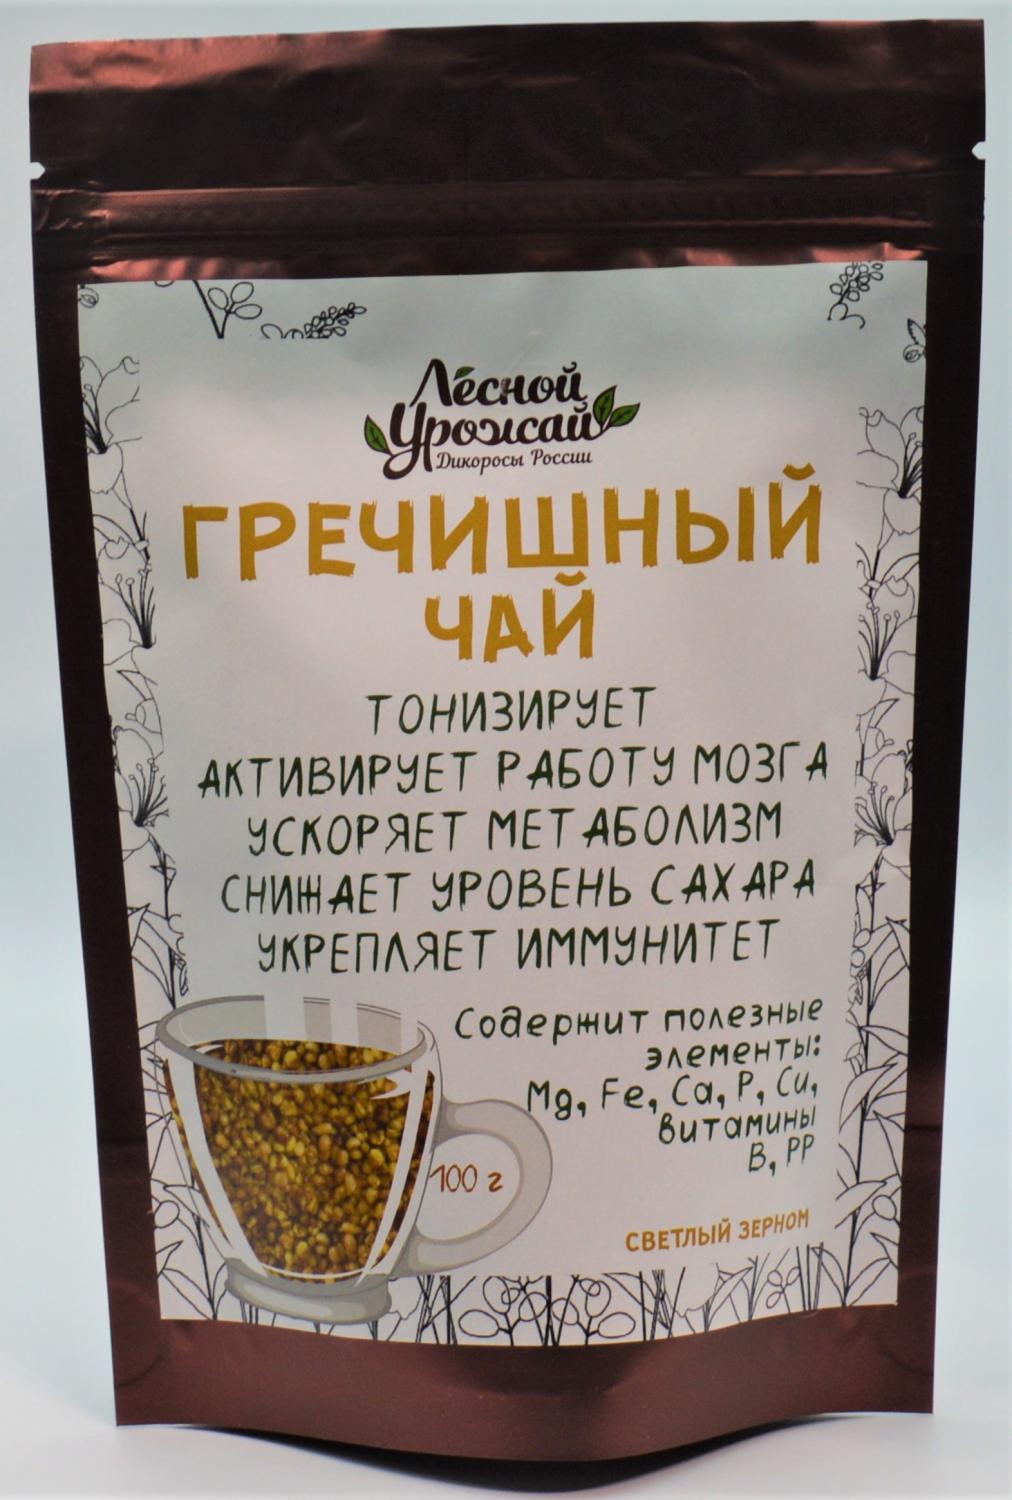 Лесной
Урожай
Дикоросы России
ГРЕЧИШНЫЙ
ЧАЙ
ТОНИЗИРУЕТ
АКТИВИРУЕТ РАБОТУ МОЗГА
УСКОРЯЕТ МЕТАБОЛИЗМ
СНИЖАЕТ УРОВЕНЬ САХАРА
УКРЕПЛЯЕТ ИММУНИТЕТ
Содержит полезные
элементы:
Mg, Fe, Ca, P, Cu,
витамины
B, PP
100 г
СВЕТЛЫЙ ЗЕРНОМ